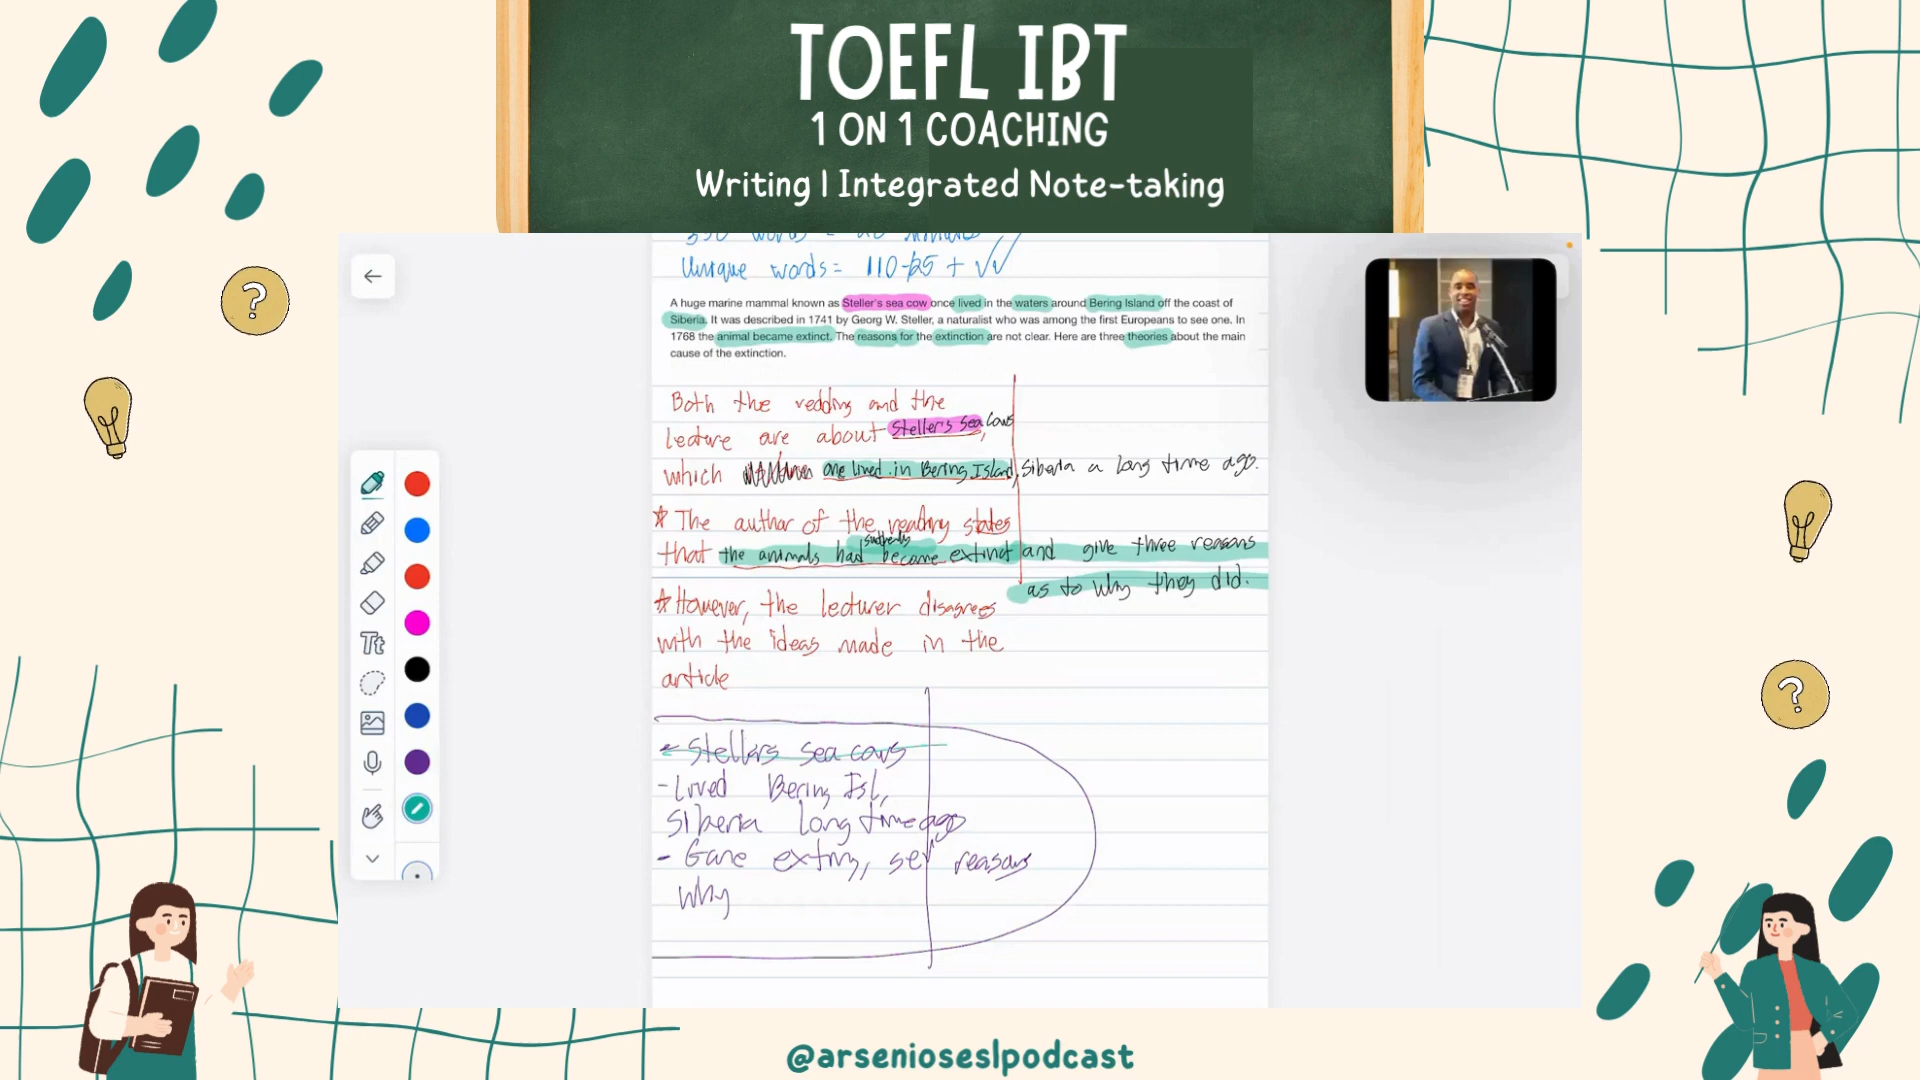 TOEFL IBT
1 ON 1 COACHING
Writing | Integrated Note-taking
Unique words= 110-125 + √√
A huge marine mammal known as Steller's sea cow once lived in the waters around Bering Island off the coast of
Siberia. It was described in 1741 by Georg W. Steller, a naturalist who was among the first Europeans to see one. In
1768 the animal became extinct. The reasons for the extinction are not clear. Here are three theories about the main
cause of the extinction.
Both the redding and the
lecture are about Steller's Sea Cows,
which one lived in Bering Island, Siberia a long time ago.
* The author of the reading states
that the animals had suddenly become extinct and give three reasons
as to why they did.
* However, the lecturer disagrees
with the ideas made in the
article
- Stellers sea cows
- Lived Bering Isl,
Siberia long time ago
- reasons
why
Tt
@arsenioseslpodcast